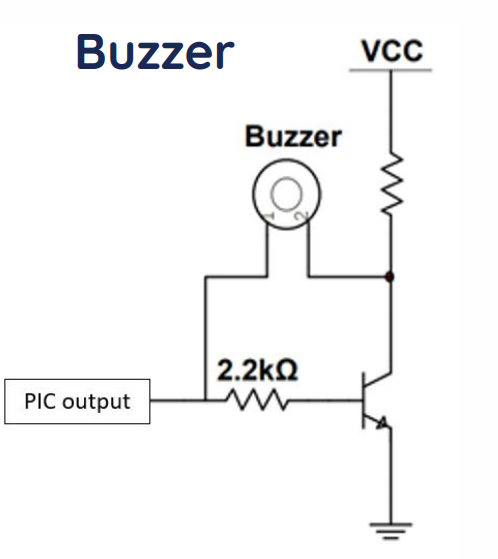 Buzzer
VCC
Buzzer
1 2
2.2kΩ
PIC output